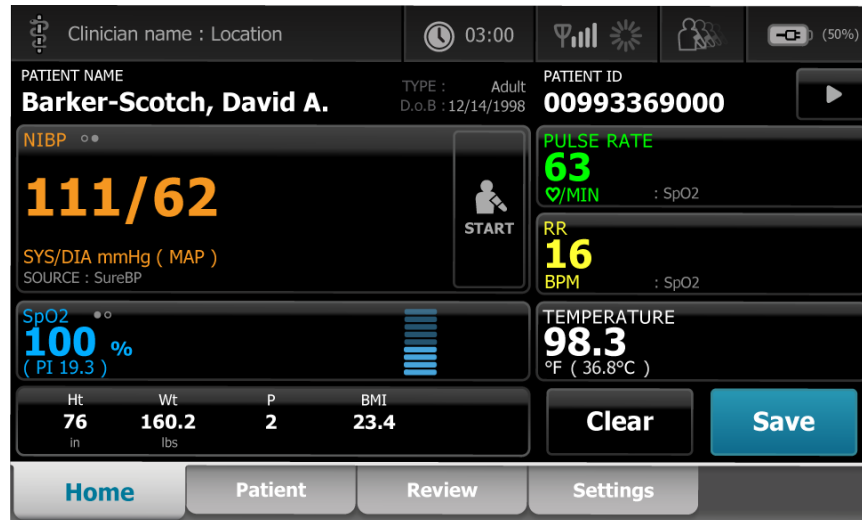 Clinician name : Location
03:00
(50%)
PATIENT NAME
Barker-Scotch, David A.
TYPE : Adult
D.o.B : 12/14/1998
PATIENT ID
00993369000
NIBP
111/62
SYS/DIA mmHg ( MAP )
SOURCE : SureBP
START
PULSE RATE
63
/MIN : SpO2
RR
16
BPM : SpO2
SpO2
100 %
( PI 19.3 )
TEMPERATURE
98.3
°F ( 36.8°C )
Ht Wt P BMI
76 160.2 2 23.4
in lbs
Clear
Save
Home Patient Review Settings